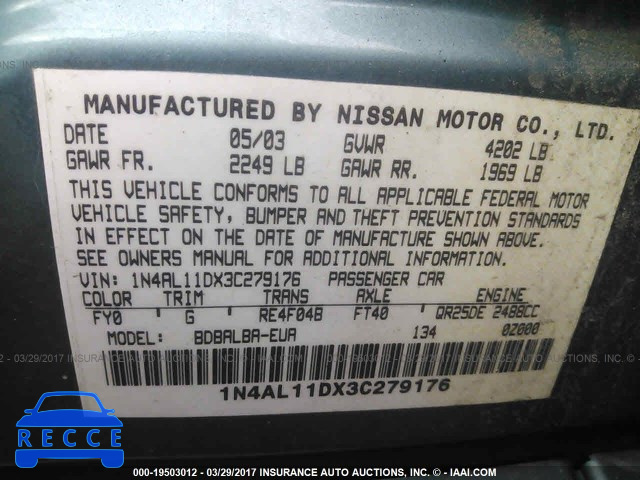 MANUFACTURED BY NISSAN MOTOR CO., LTD.
DATE 05/03 GVWR 4202 LB
GAWR FR. 2249 LB GAWR RR. 1969 LB
THIS VEHICLE CONFORMS TO ALL APPLICABLE FEDERAL MOTOR
VEHICLE SAFETY, BUMPER AND THEFT PREVENTION STANDARDS
IN EFFECT ON THE DATE OF MANUFACTURE SHOWN ABOVE.
SEE OWNERS MANUAL FOR ADDITIONAL INFORMATION.
VIN: 1N4AL11DX3C279176 PASSENGER CAR
COLOR TRIM TRANS AXLE ENGINE
FY0 G RE4F04B FT40 QR25DE 2488CC
MODEL: BDBALBA-EUA 134 0Z000
1N4AL11DX3C279176
RECCE
000-19503012 - 03/29/2017 INSURANCE AUTO AUCTIONS, INC. - IAAI.COM